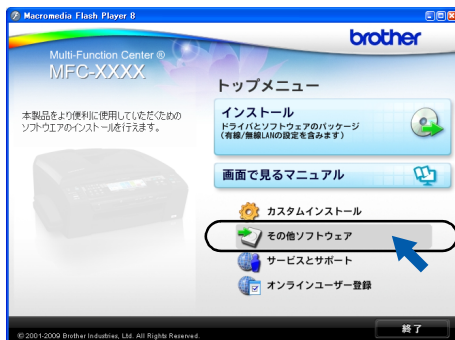 Macromedia Flash Player 8
brother
Multi-Function Center ®
MFC-XXXX
トップメニュー
本製品をより便利に使用していただくための
ソフトウエアのインストールを行えます。
インストール
ドライバとソフトウェアのパッケージ
（有線/無線LANの設定を含みます）
画面で見るマニュアル
カスタムインストール
その他ソフトウェア
サービスとサポート
オンラインユーザー登録
© 2001-2009 Brother Industries, Ltd. All Rights Reserved.
終了